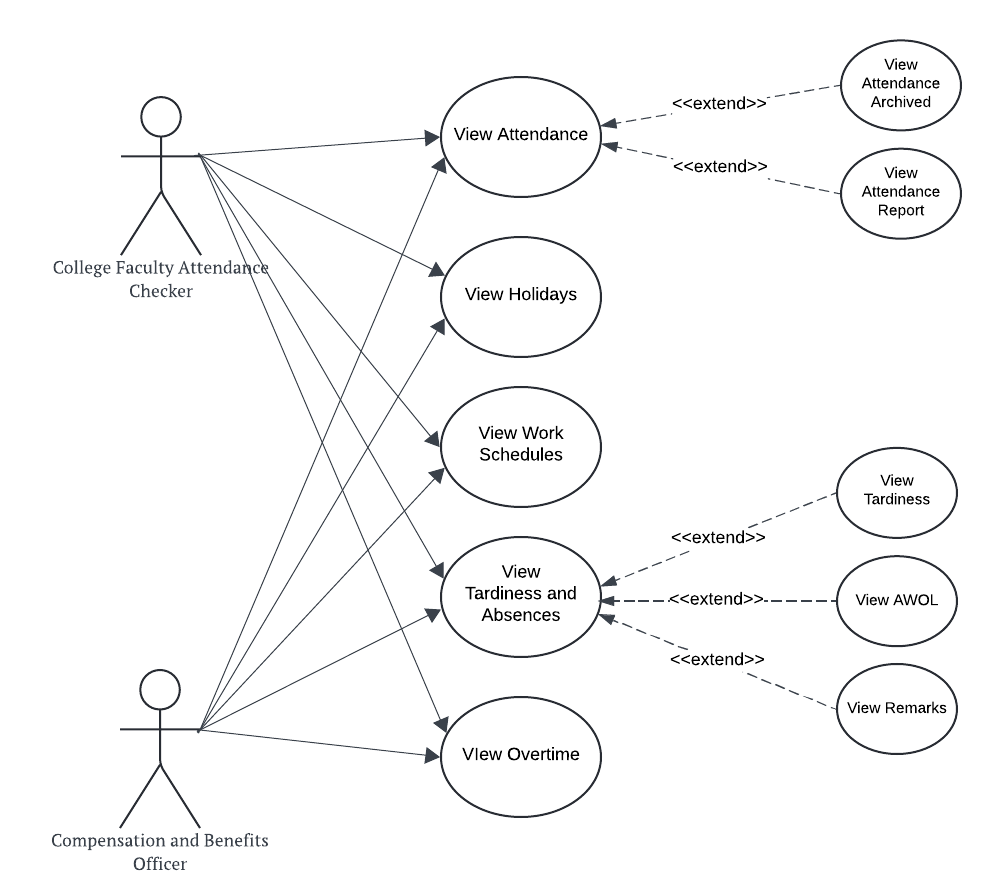 View
Attendance
Archived
<<extend>>
View Attendance
<<extend>>
View
Attendance
Report
College Faculty Attendance
Checker
View Holidays
View Work
Schedules
View
Tardiness
<<extend>>
View
Tardiness and
Absences
<<extend>>
View AWOL
<<extend>>
View Remarks
VIew Overtime
Compensation and Benefits
Officer